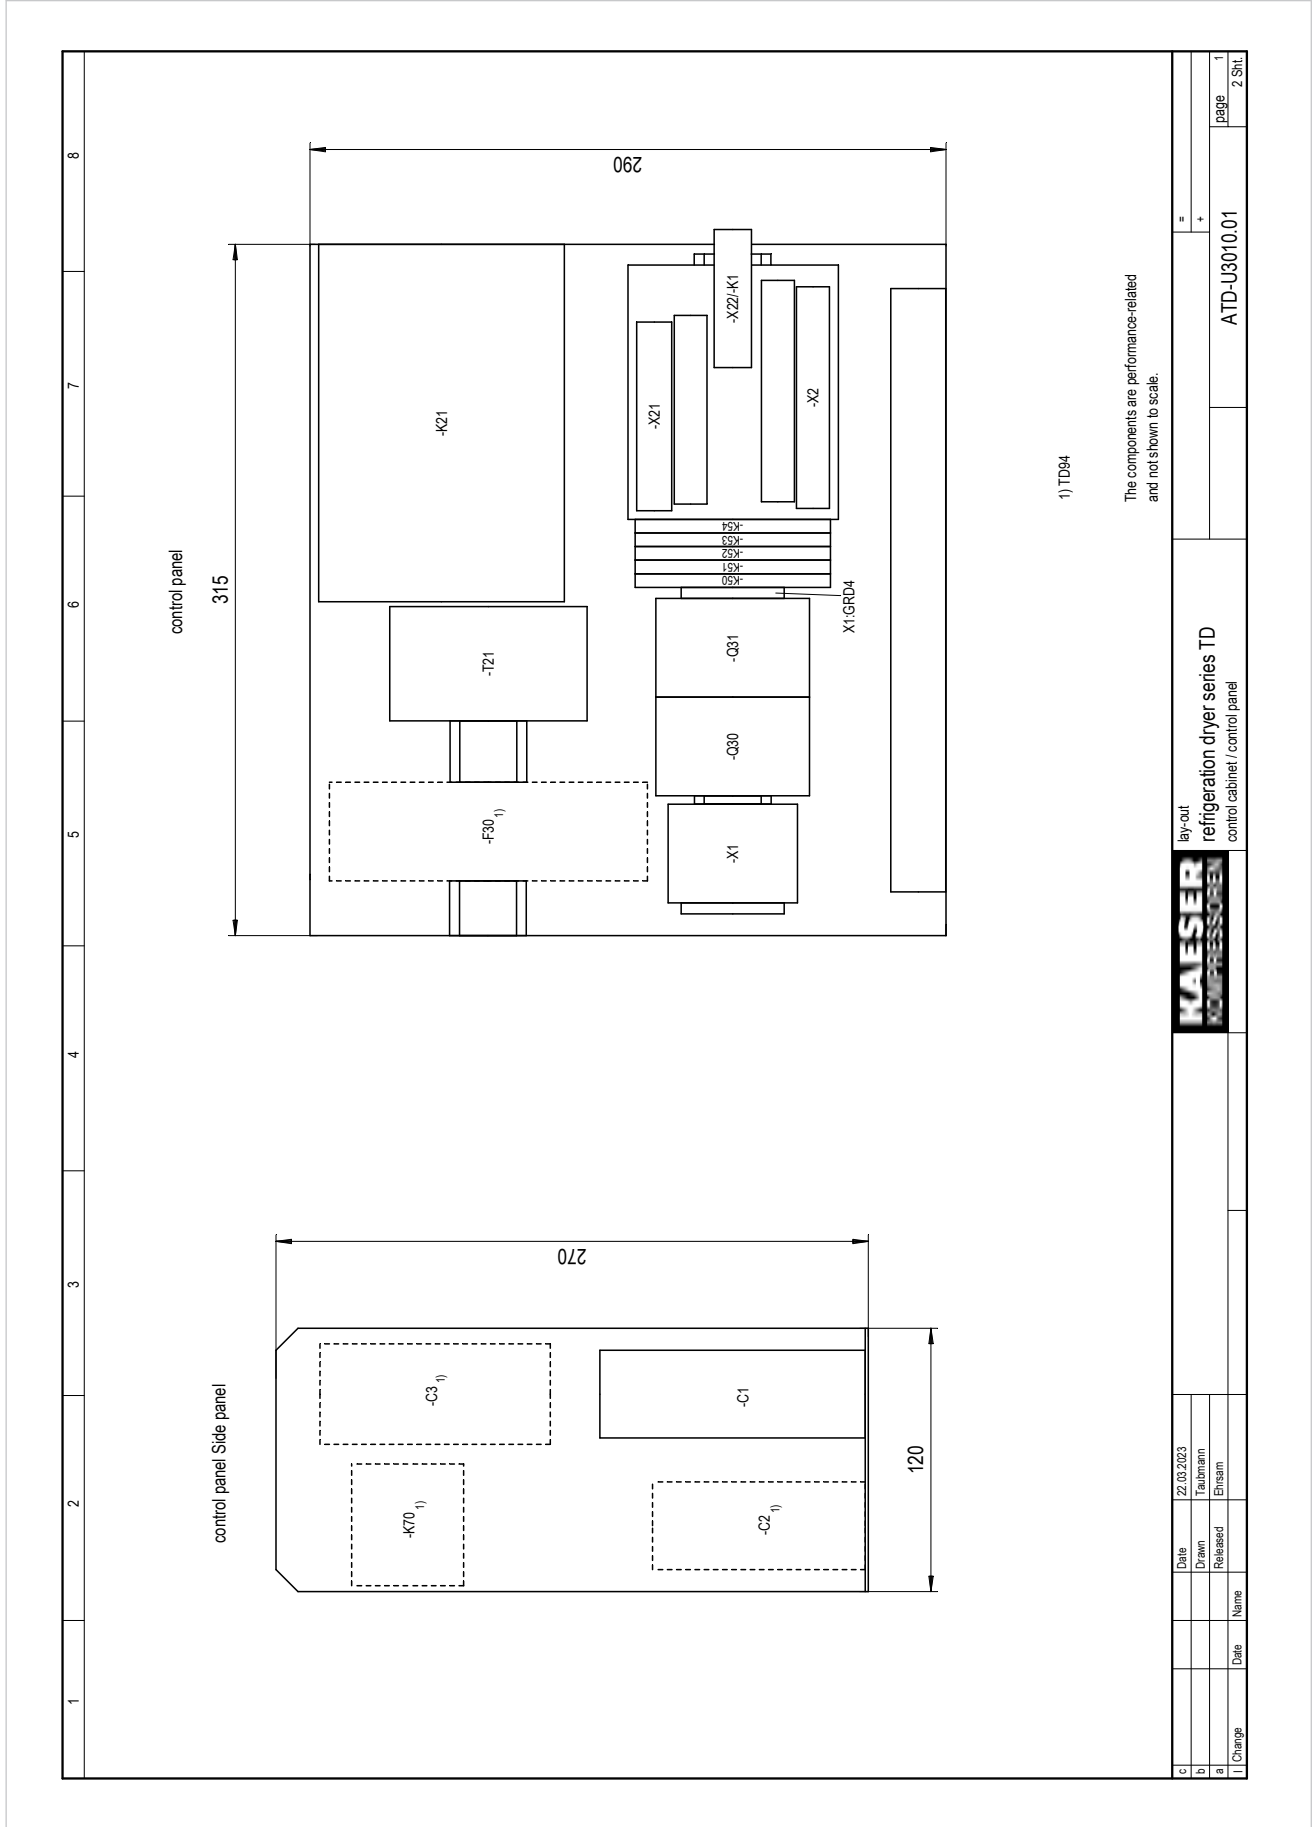 1
2
3
4
5
6
7
8
control panel Side panel
270
-K70 1)
-C3 1)
-C2 1)
-C1
120
control panel
315
290
-F30 1)
-T21
-K21
-X1
-Q30
-Q31
X1:GRD4
-K50
-K51
-K52
-K53
-K54
-X21
-X22/-K1
-X2
1) TD94
The components are performance-related
and not shown to scale.
c
b
a
I
Change
Date
Name
Date
22.03.2023
Drawn
Taubmann
Released
Ehrsam
KAESER
KOMPRESSOREN
lay-out
refrigeration dryer series TD
control cabinet / control panel
=
+
ATD-U3010.01
page
1
2 Sht.